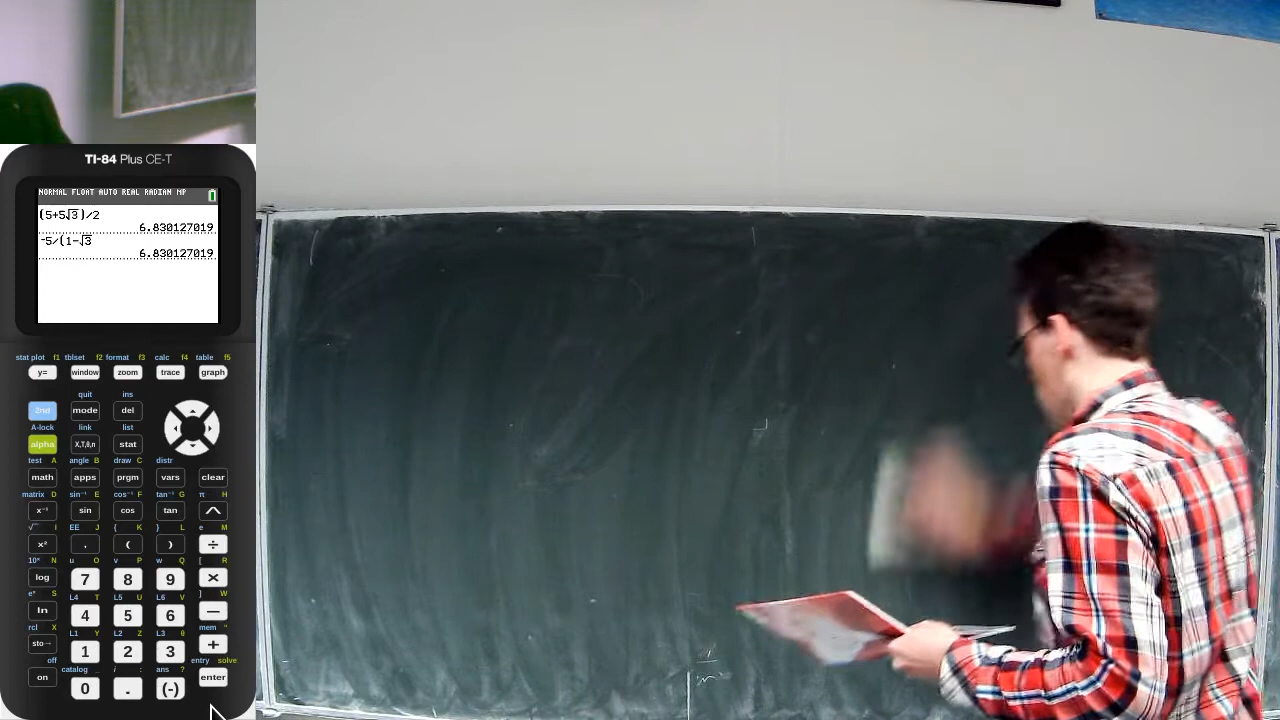 TI-84 Plus CE-T
NORMAL FLOAT AUTO REAL RADIAN MP
(5+5√3)/2
6.830127019
-5/(1-√3
6.830127019
stat plot f1 tblset f2 format f3 calc f4 table f5
y= window zoom trace graph
quit ins
2nd mode del
A-lock link list
alpha X,T,θ,n stat
test A angle B draw C distr
math apps prgm vars clear
matrix D sin⁻¹ E cos⁻¹ F tan⁻¹ G π H
x⁻¹ sin cos tan ^
√ I EE J { K } L e M
x² , ( ) ÷
10ˣ N u O v P w Q [ R
log 7 8 9 ×
eˣ S L4 T L5 U L6 V ] W
ln 4 5 6 −
rcl X L1 Y L2 Z L3 θ mem "
sto→ 1 2 3 +
off catalog _ i : ans ? entry solve
on 0 . (-) enter